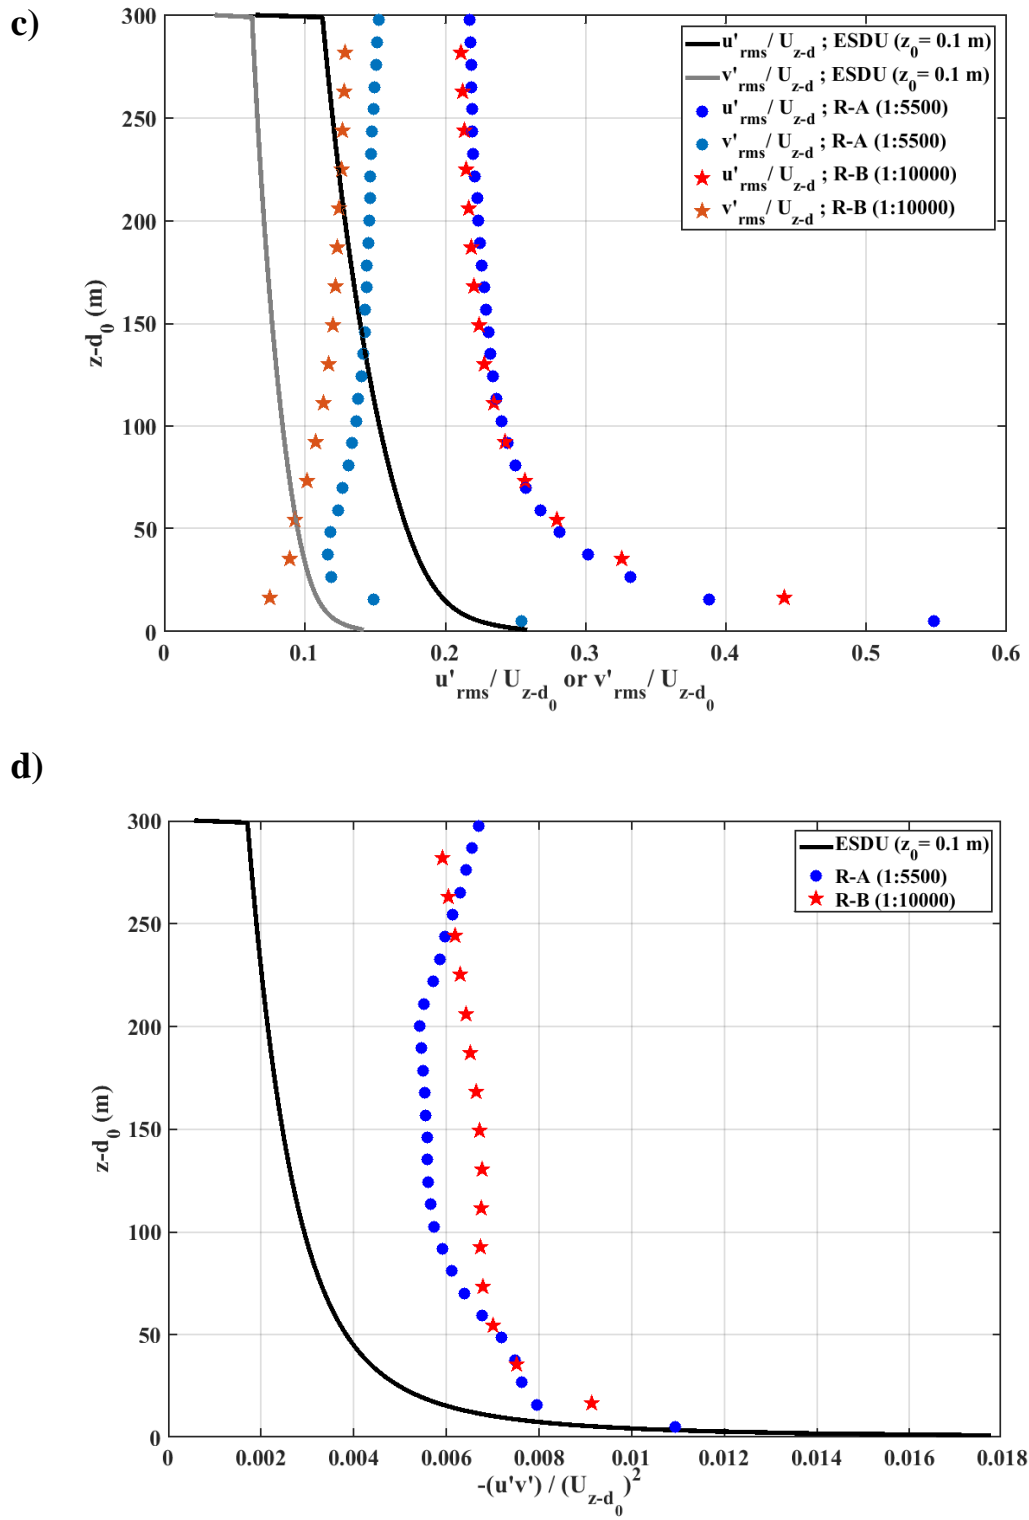 c)
300
250
200
150
100
50
0
z-d0 (m)
u'rms/ Uz-d ; ESDU (z0= 0.1 m)
v'rms/ Uz-d ; ESDU (z0= 0.1 m)
u'rms/ Uz-d ; R-A (1:5500)
v'rms/ Uz-d ; R-A (1:5500)
u'rms/ Uz-d ; R-B (1:10000)
v'rms/ Uz-d ; R-B (1:10000)
0 0.1 0.2 0.3 0.4 0.5 0.6
u'rms/ Uz-d0 or v'rms/ Uz-d0
d)
300
250
200
150
100
50
0
z-d0 (m)
ESDU (z0= 0.1 m)
R-A (1:5500)
R-B (1:10000)
0 0.002 0.004 0.006 0.008 0.01 0.012 0.014 0.016 0.018
-(u'v') / (Uz-d0)2